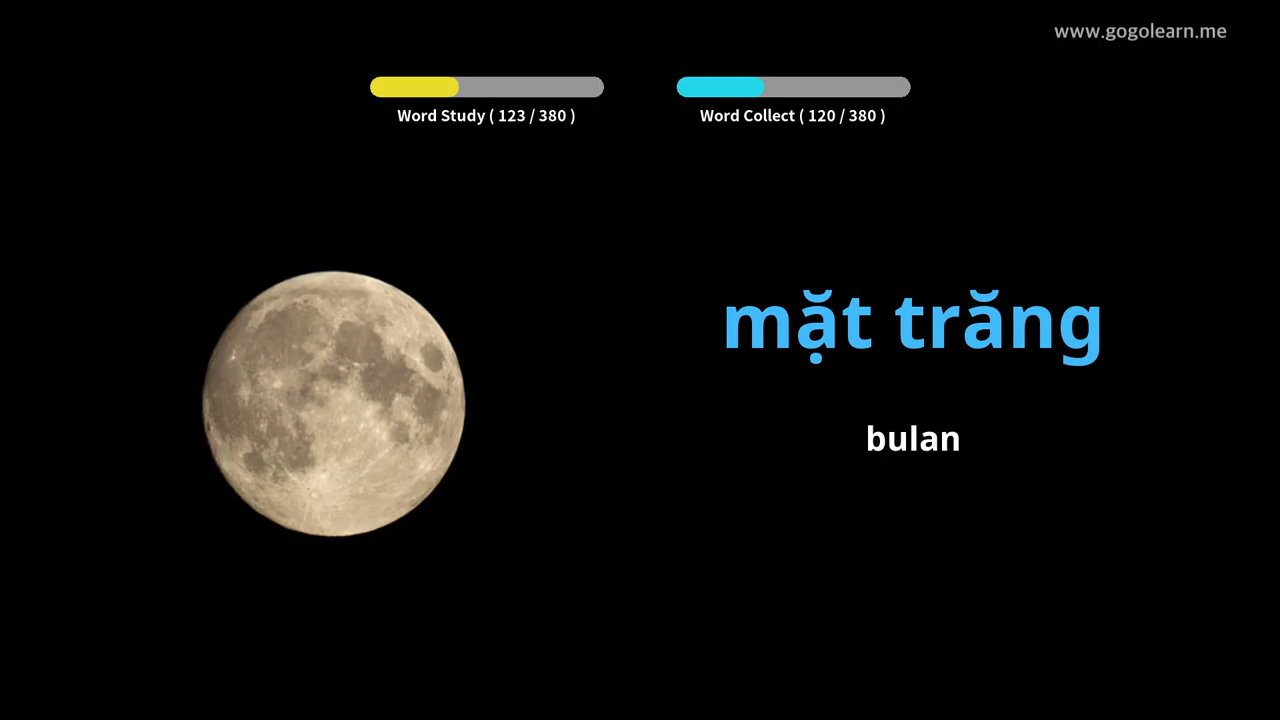 www.gogolearn.me
Word Study ( 123 / 380 )
Word Collect ( 120 / 380 )
mặt trăng
bulan